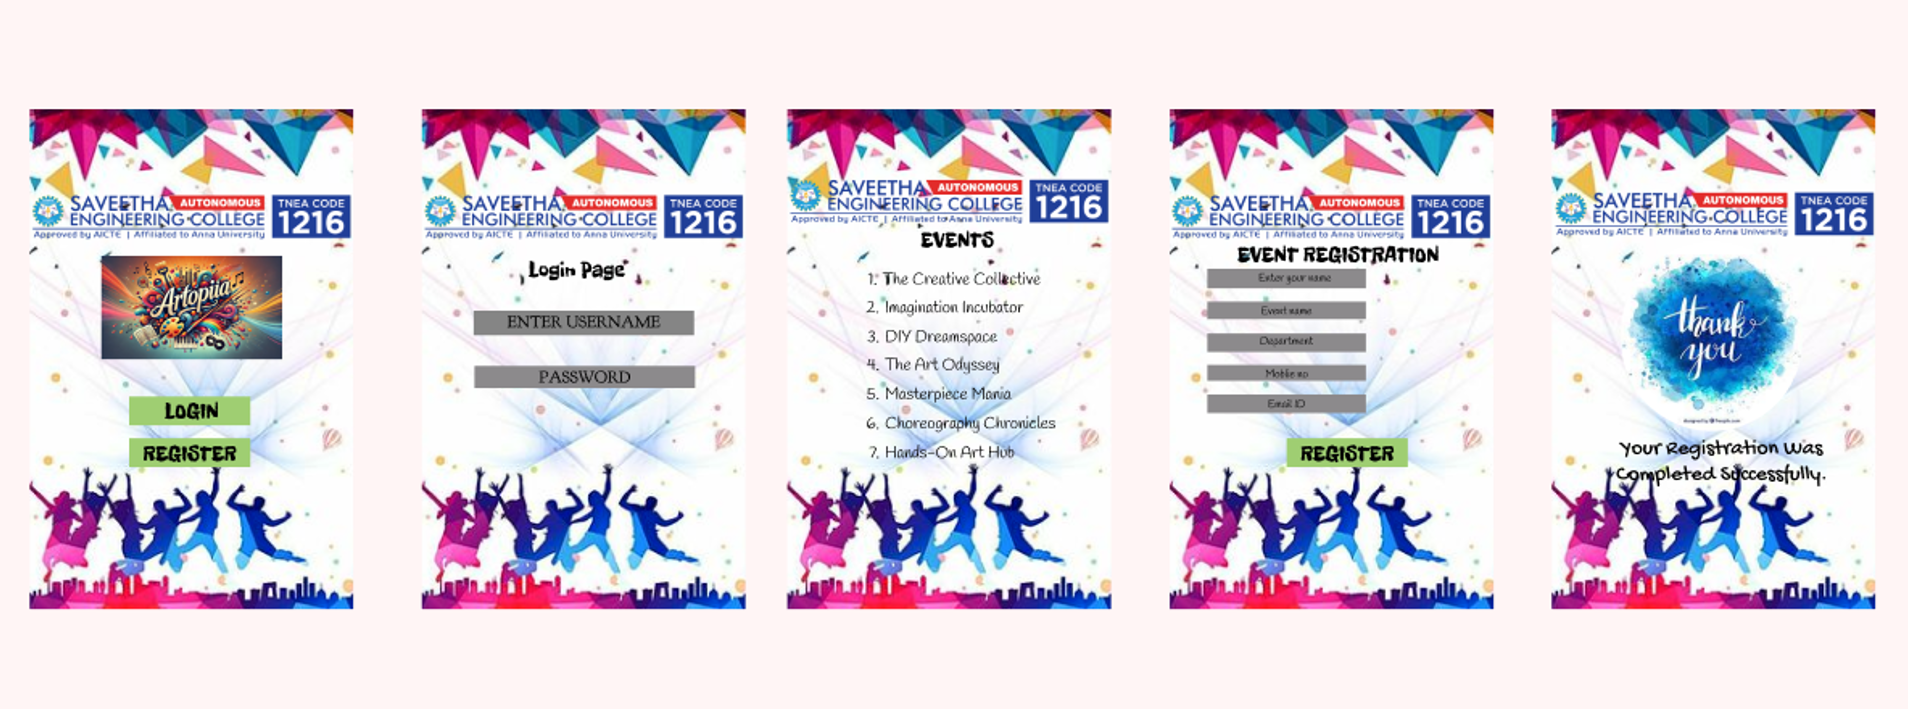 SAVEETHA AUTONOMOUS
ENGINEERING COLLEGE
Approved by AICTE | Affiliated to Anna University
TNEA CODE
1216
Artopiia
LOGIN
REGISTER
SAVEETHA AUTONOMOUS
ENGINEERING COLLEGE
Approved by AICTE | Affiliated to Anna University
TNEA CODE
1216
Login Page
ENTER USERNAME
PASSWORD
SAVEETHA AUTONOMOUS
ENGINEERING COLLEGE
Approved by AICTE | Affiliated to Anna University
TNEA CODE
1216
EVENTS
1. The Creative Collective
2. Imagination Incubator
3. DIY Dreamspace
4. The Art Odyssey
5. Masterpiece Mania
6. Choreography Chronicles
7. Hands-On Art Hub
SAVEETHA AUTONOMOUS
ENGINEERING COLLEGE
Approved by AICTE | Affiliated to Anna University
TNEA CODE
1216
EVENT REGISTRATION
Enter your name
Event name
Department
Moblie no
Email ID
REGISTER
SAVEETHA AUTONOMOUS
ENGINEERING COLLEGE
Approved by AICTE | Affiliated to Anna University
TNEA CODE
1216
thank
you
designed by freepik.com
Your Registration Was
Completed Successfully.